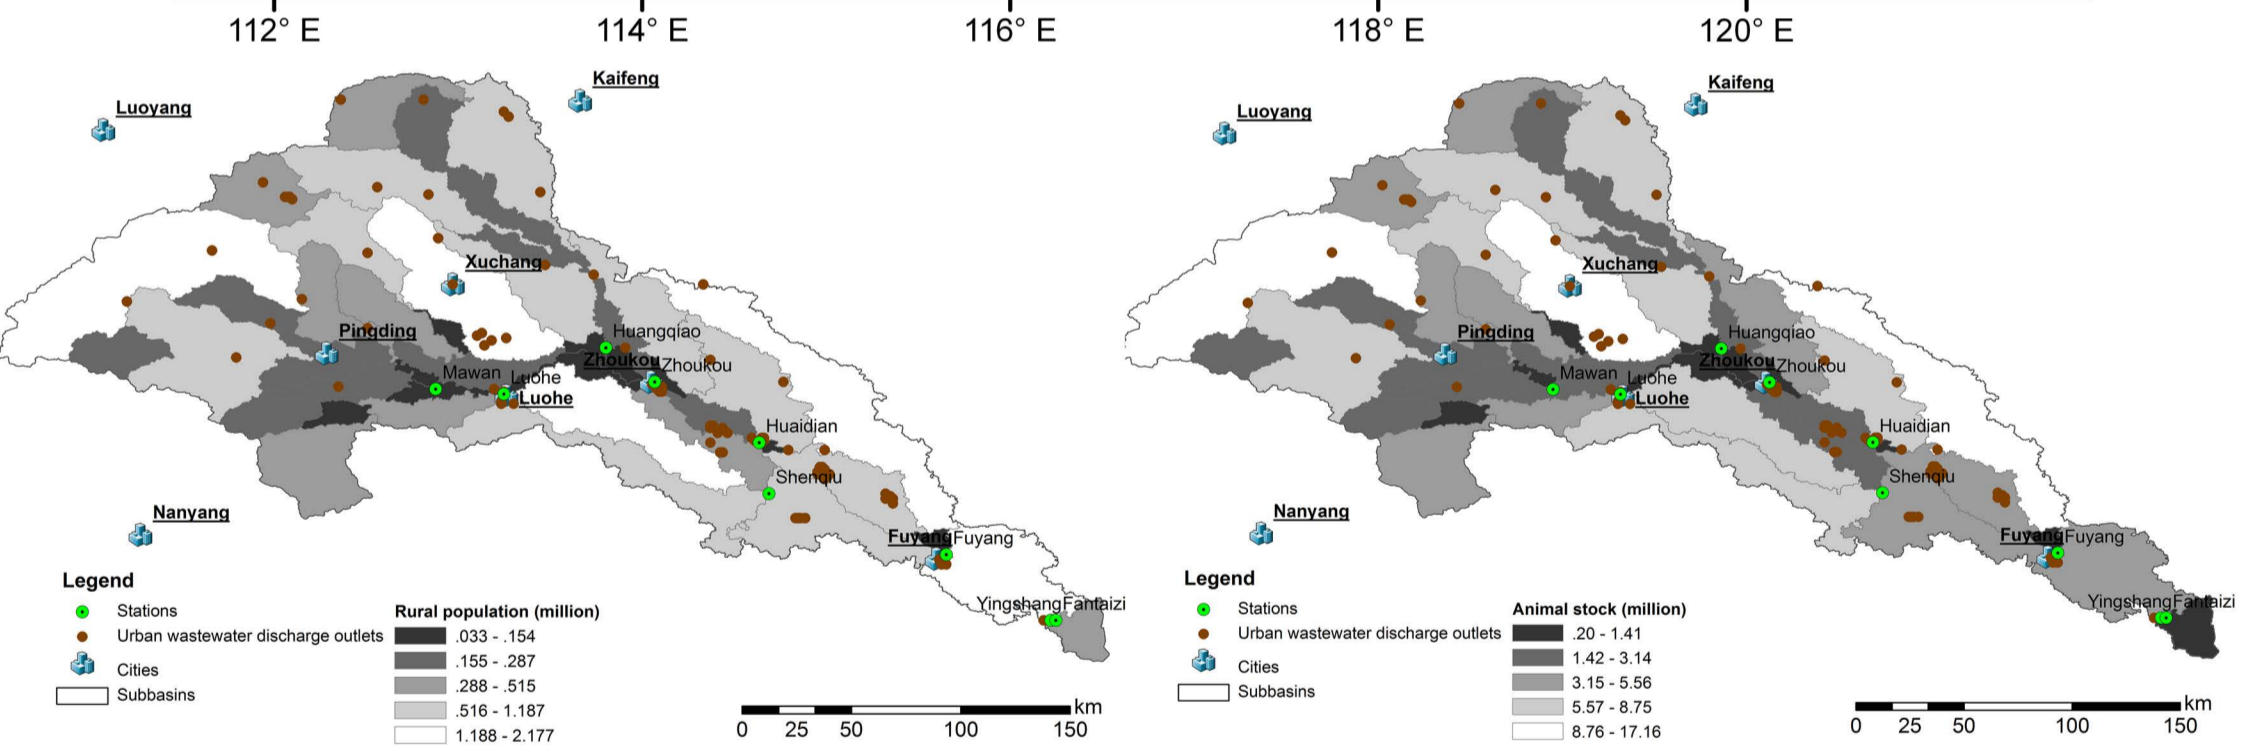 112° E
114° E
116° E
118° E
120° E
Kaifeng
Luoyang
Xuchang
Huangqiao
Pingding
Zhoukou
Zhoukou
Mawan
Luohe
Luohe
Huaidian
Shenqiu
Nanyang
Fuyang
Fuyang
Yingshang
Fantaizi
Legend
Stations
Urban wastewater discharge outlets
Cities
Subbasins
Rural population (million)
.033 - .154
.155 - .287
.288 - .515
.516 - 1.187
1.188 - 2.177
km
0 25 50 100 150
Kaifeng
Luoyang
Xuchang
Huangqiao
Pingding
Zhoukou
Zhoukou
Mawan
Luohe
Luohe
Huaidian
Shenqiu
Nanyang
Fuyang
Fuyang
Yingshang
Fantaizi
Legend
Stations
Urban wastewater discharge outlets
Cities
Subbasins
Animal stock (million)
.20 - 1.41
1.42 - 3.14
3.15 - 5.56
5.57 - 8.75
8.76 - 17.16
km
0 25 50 100 150